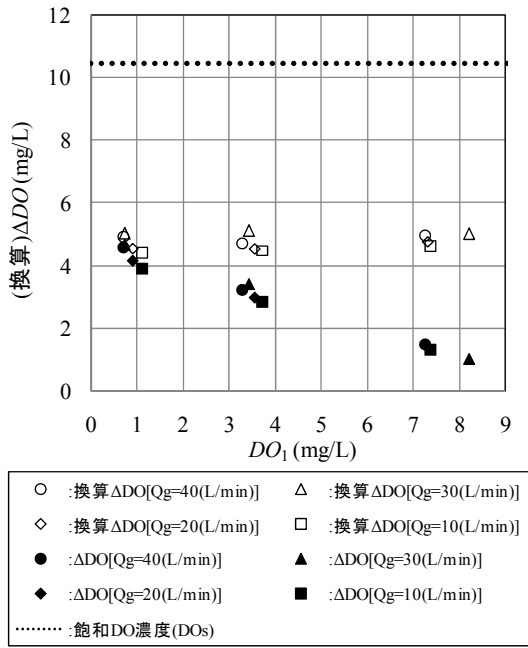 (換算)ΔDO (mg/L)
12
10
8
6
4
2
0
0 1 2 3 4 5 6 7 8 9
DO1 (mg/L)
○ :換算ΔDO[Qg=40(L/min)] △ :換算ΔDO[Qg=30(L/min)]
◇ :換算ΔDO[Qg=20(L/min)] □ :換算ΔDO[Qg=10(L/min)]
● :ΔDO[Qg=40(L/min)] ▲ :ΔDO[Qg=30(L/min)]
◆ :ΔDO[Qg=20(L/min)] ■ :ΔDO[Qg=10(L/min)]
:飽和DO濃度(DOs)